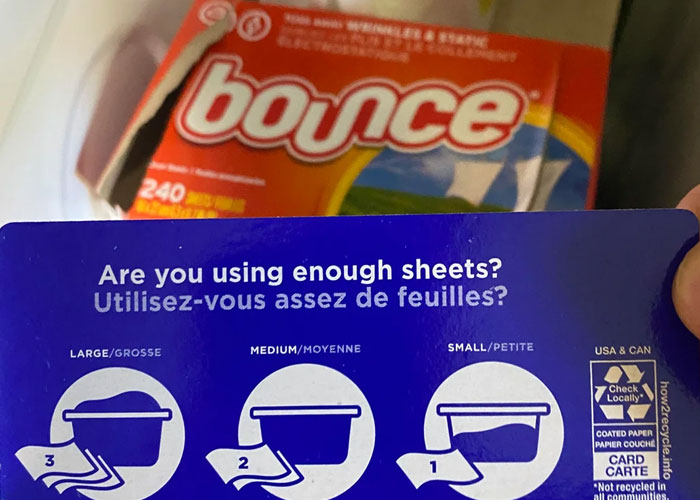 WRINKLES & STATIC
bounce
240
Are you using enough sheets?
Utilisez-vous assez de feuilles?
LARGE/GROSSE
MEDIUM/MOYENNE
SMALL/PETITE
3
2
1
USA & CAN
Check
Locally*
COATED PAPER
PAPIER COUCHÉ
CARD
CARTE
*Not recycled in
all communities.
how2recycle.info